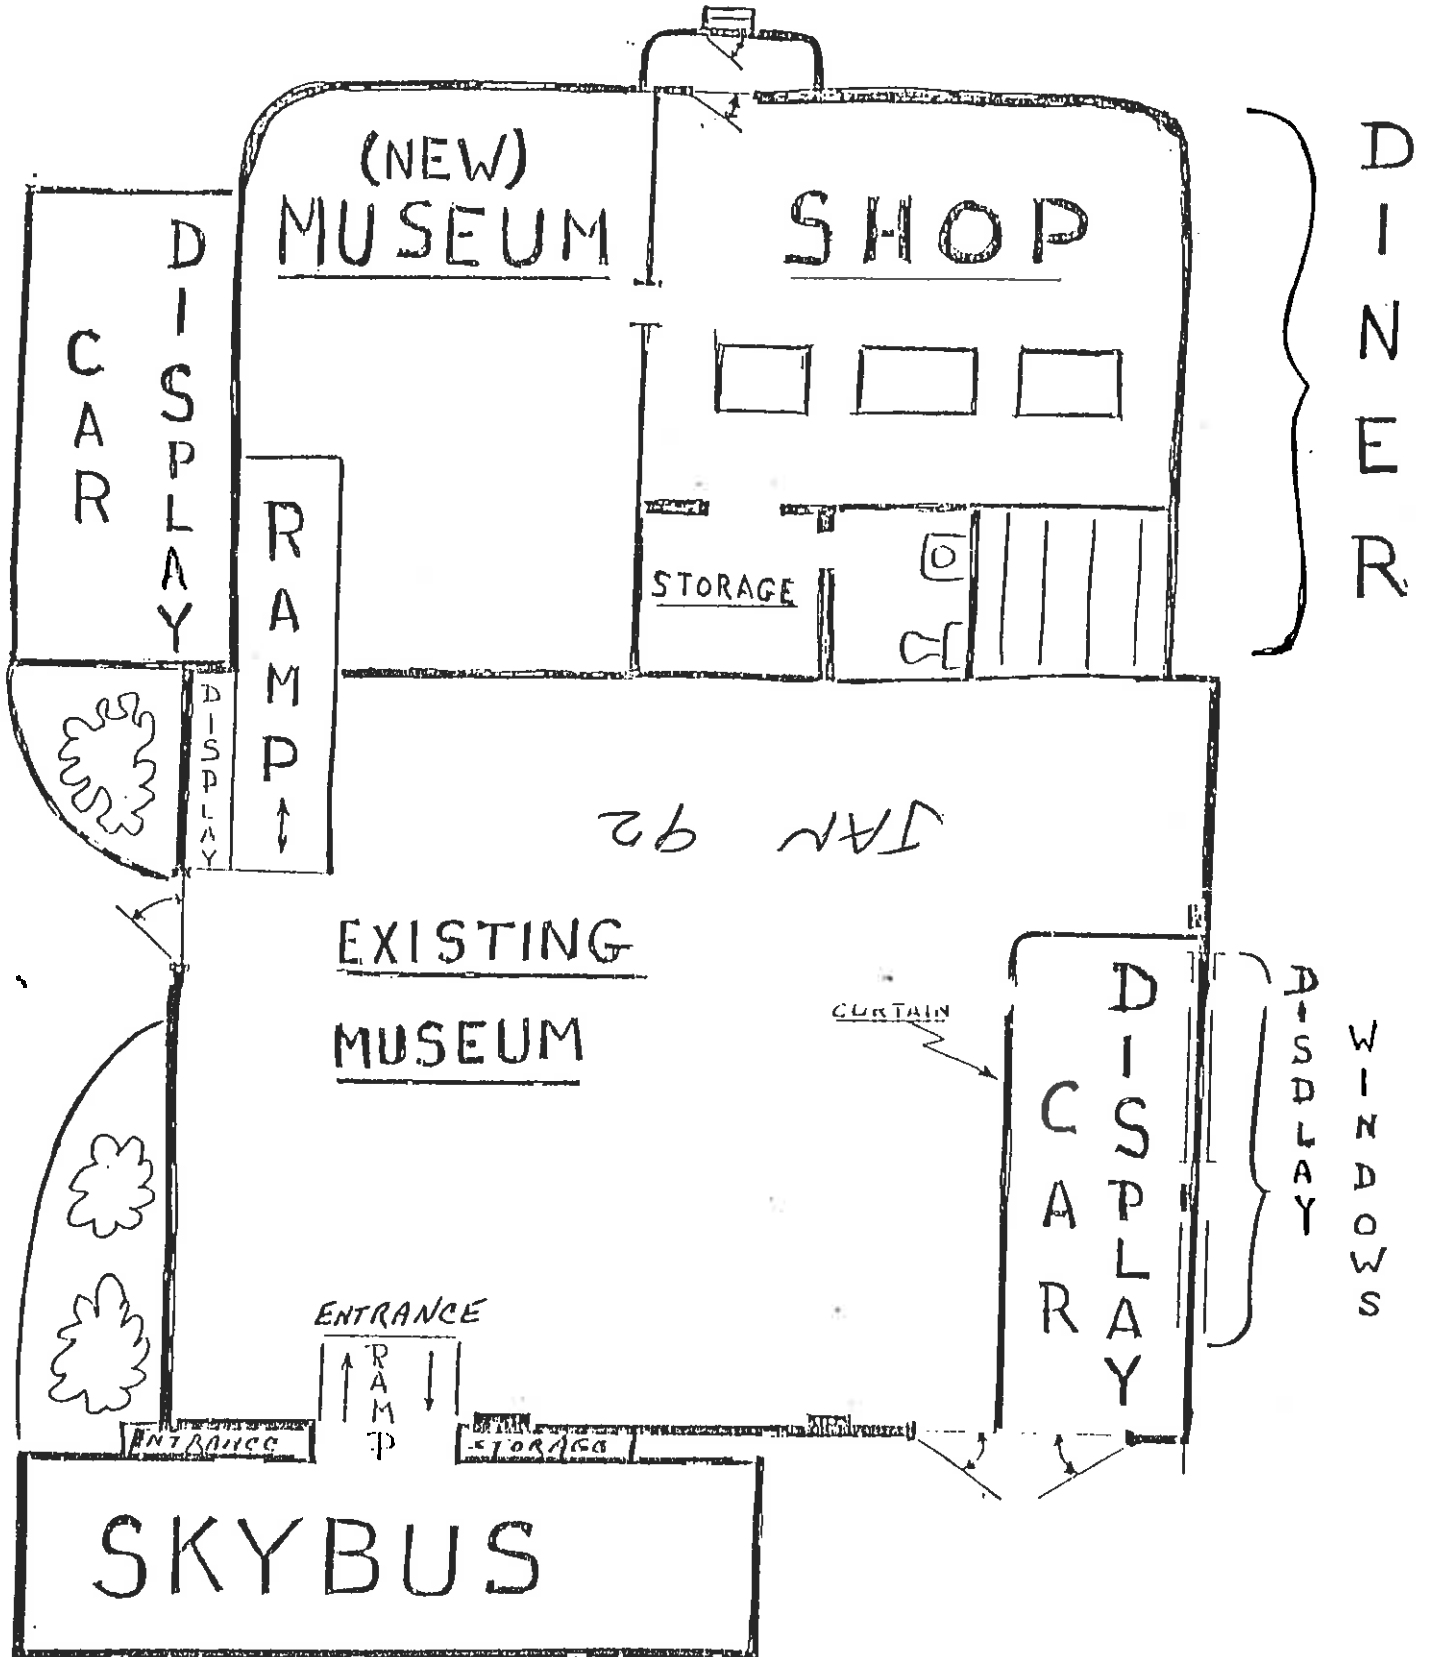 (NEW)
MUSEUM
SHOP
DINER
DISPLAY
CAR
RAMP
STORAGE
DISPLAY
JAN 92
EXISTING
MUSEUM
CURTAIN
DISPLAY
CAR
DISDLAY
WINDOWS
ENTRANCE
RAMP
ENTRANCE
STORAGE
SKYBUS